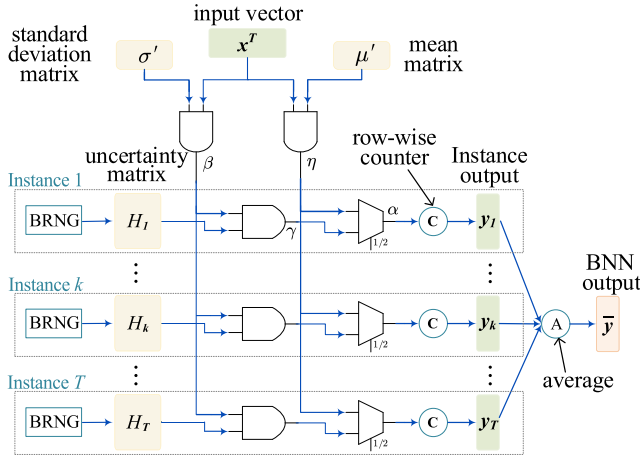 input vector
standard
deviation
matrix
σ′
x^T
μ′
mean
matrix
β
η
uncertainty
matrix
row-wise
counter
Instance
output
Instance 1
BRNG
H_1
γ
α
1/2
C
y_1
Instance k
BRNG
H_k
1/2
C
y_k
A
BNN
output
y̅
average
Instance T
BRNG
H_T
1/2
C
y_T